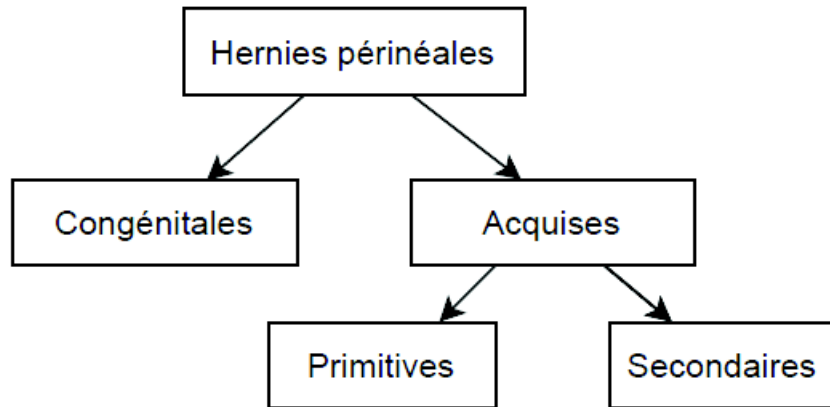 Hernies périnéales
Congénitales
Acquises
Primitives
Secondaires